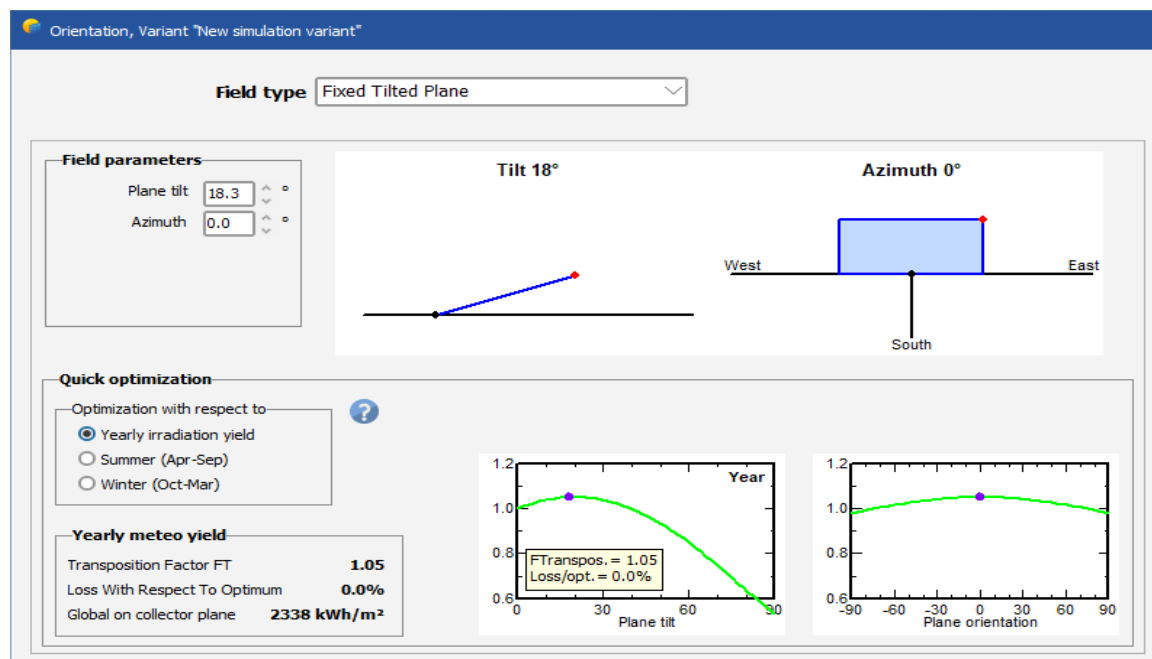 Orientation, Variant "New simulation variant"
Field type Fixed Tilted Plane
Field parameters
Plane tilt 18.3 °
Azimuth 0.0 °
Tilt 18°
Azimuth 0°
West East
South
Quick optimization
Optimization with respect to
Yearly irradiation yield
Summer (Apr-Sep)
Winter (Oct-Mar)
?
Yearly meteo yield
Transposition Factor FT 1.05
Loss With Respect To Optimum 0.0%
Global on collector plane 2338 kWh/m²
Year
1.2
1.0
0.8
0.6
FTranspos.= 1.05
Loss/opt.= 0.0%
0 30 60 90
Plane tilt
1.2
1.0
0.8
0.6
-90 -60 -30 0 30 60 90
Plane orientation